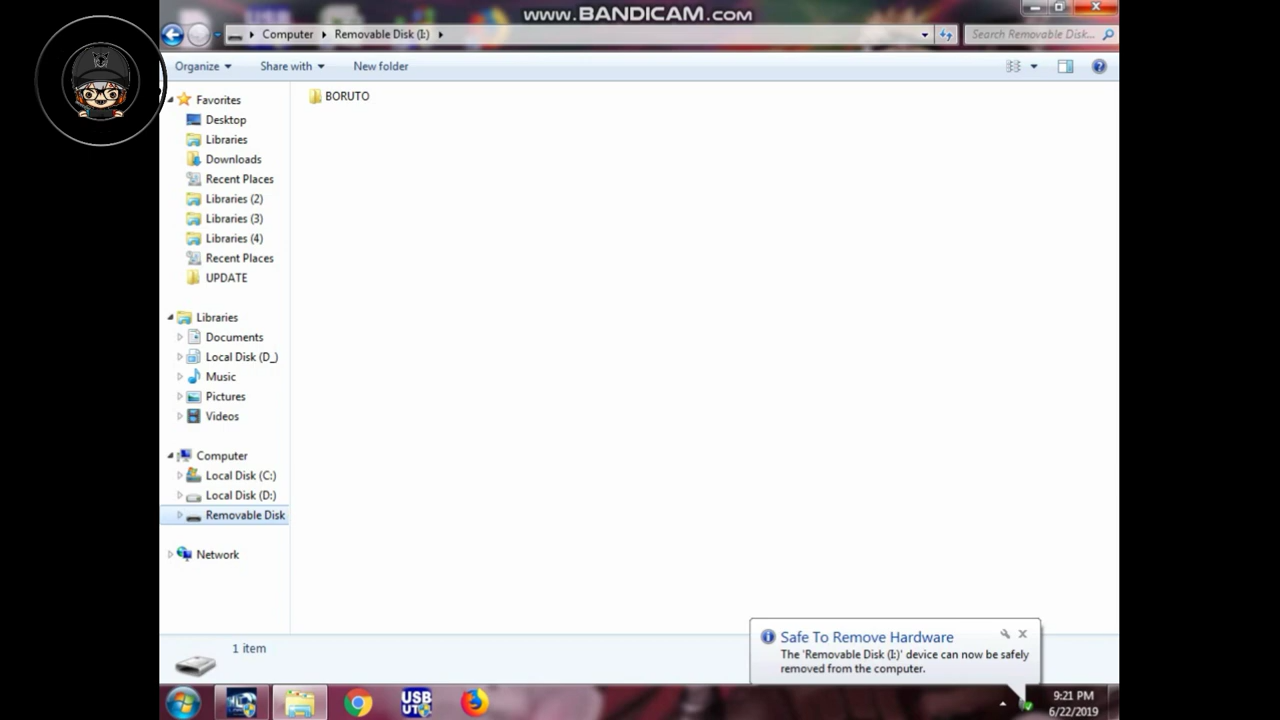 www.BANDICAM.com
Computer Removable Disk (I:)
Search Removable Disk...
Organize Share with New folder
Favorites
Desktop
Libraries
Downloads
Recent Places
Libraries (2)
Libraries (3)
Libraries (4)
Recent Places
UPDATE
Libraries
Documents
Local Disk (D_)
Music
Pictures
Videos
Computer
Local Disk (C:)
Local Disk (D:)
Removable Disk
Network
BORUTO
1 item
Safe To Remove Hardware
The 'Removable Disk (I:)' device can now be safely
removed from the computer.
USB
UT
9:21 PM
6/22/2019